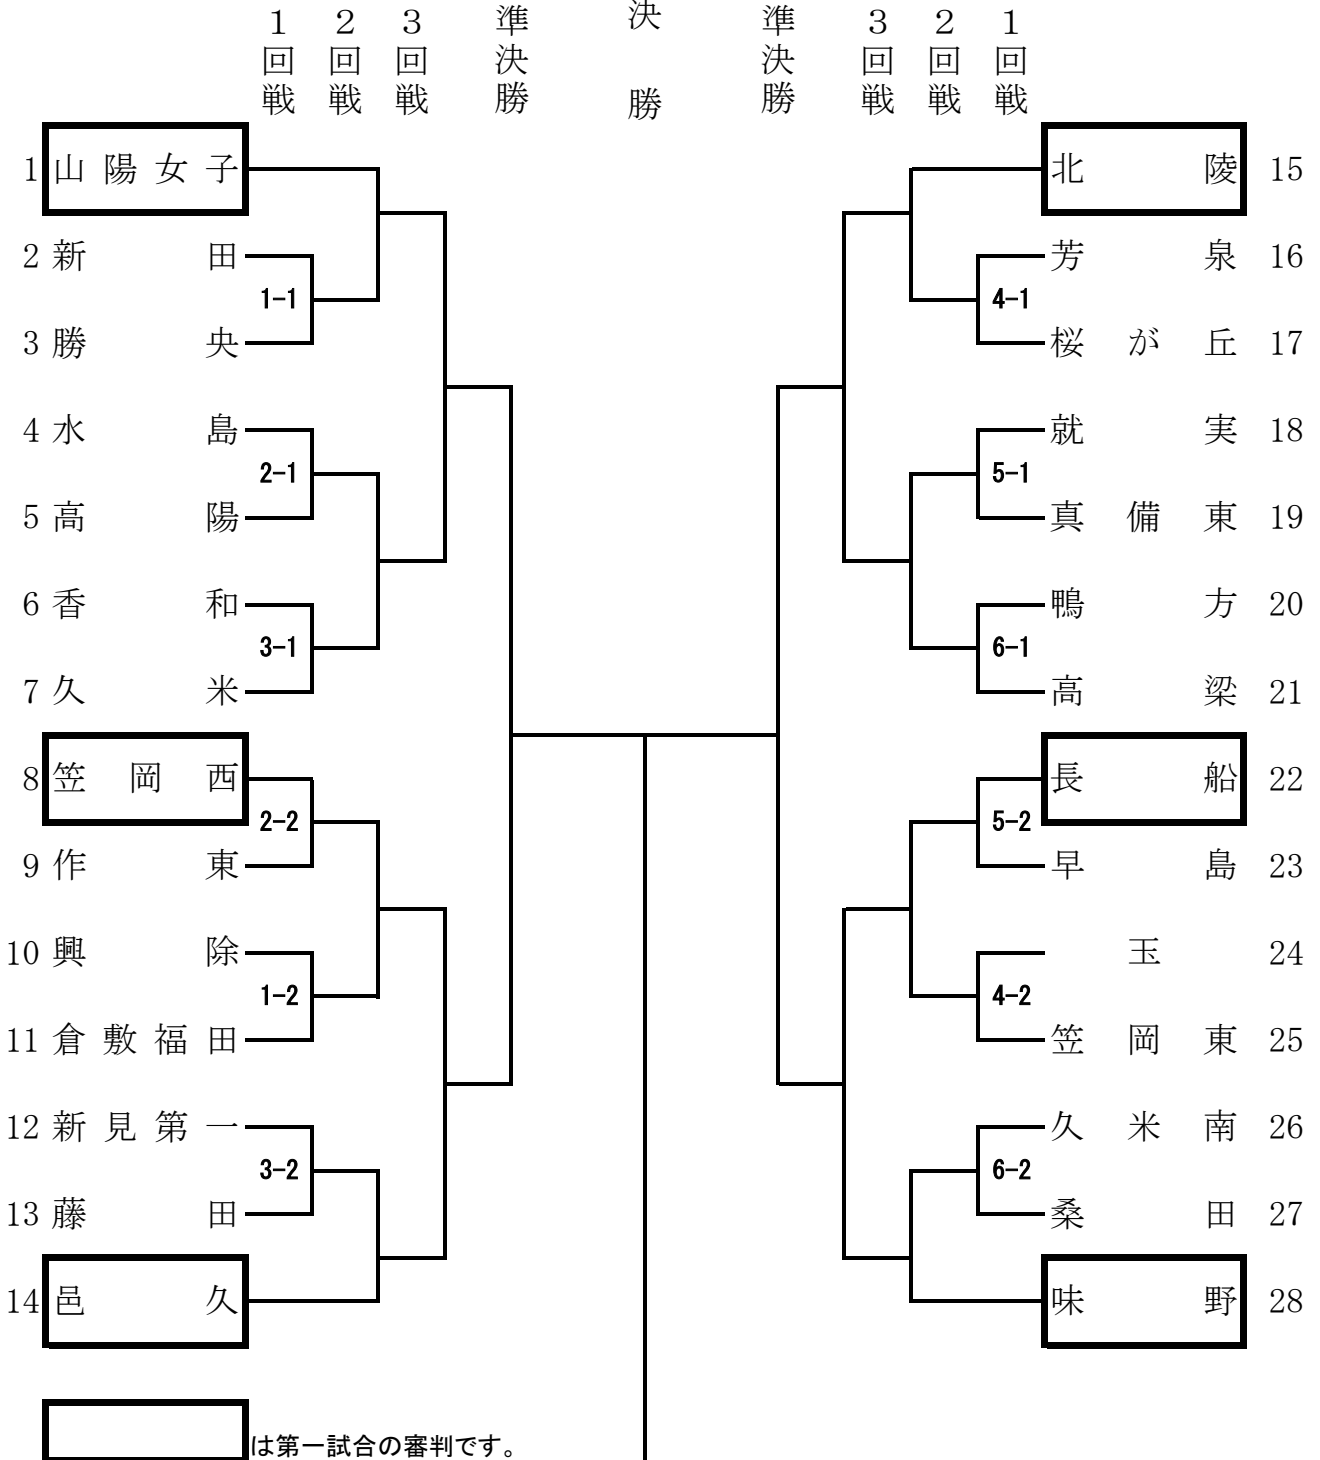 1回戦 2回戦 3回戦 準決勝 決勝 準決勝 3回戦 2回戦 1回戦
1 山陽女子 北陵 15
2 新田 芳泉 16
1-1 4-1
3 勝央 桜が丘 17
4 水島 就実 18
2-1 5-1
5 高陽 真備東 19
6 香和 鴨方 20
3-1 6-1
7 久米 高梁 21
8 笠岡西 長船 22
2-2 5-2
9 作東 早島 23
10 興除 玉 24
1-2 4-2
11 倉敷福田 笠岡東 25
12 新見第一 久米南 26
3-2 6-2
13 藤田 桑田 27
14 邑久 味野 28
は第一試合の審判です。